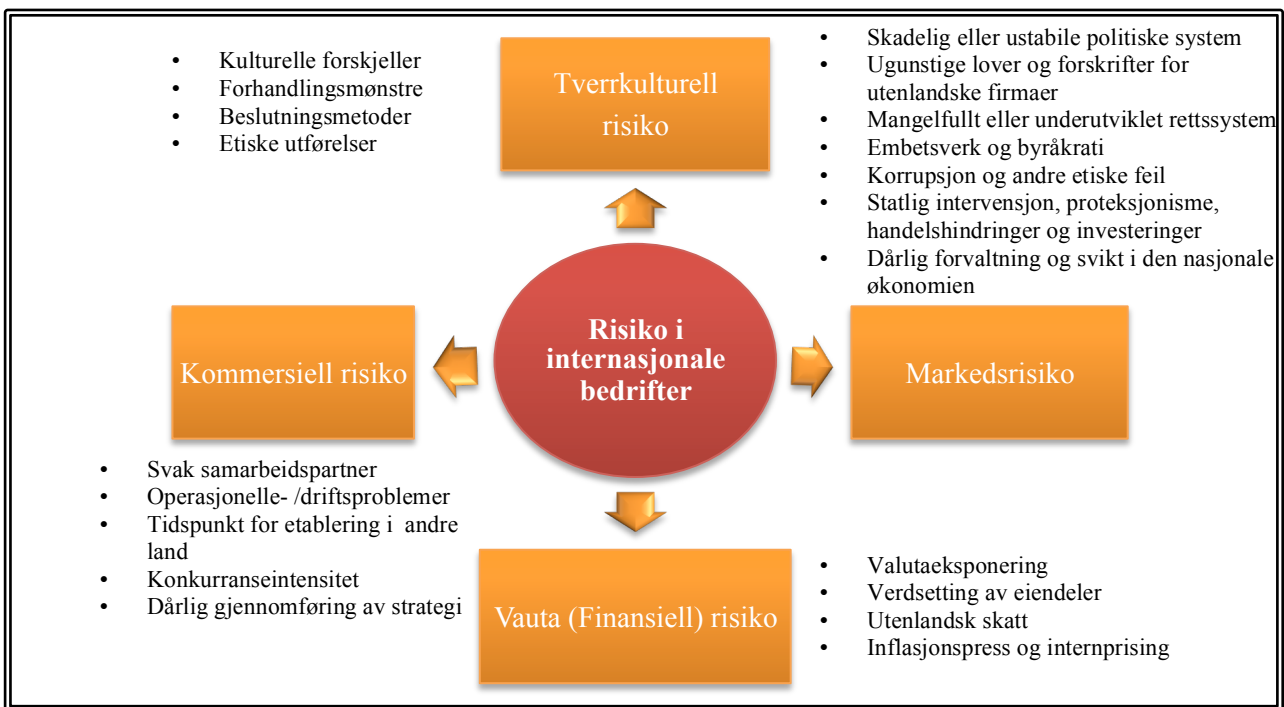 • Kulturelle forskjeller
• Forhandlingsmønstre
• Beslutningsmetoder
• Etiske utførelser
Tverrkulturell
risiko
• Skadelig eller ustabile politiske system
• Ugunstige lover og forskrifter for
utenlandske firmaer
• Mangelfullt eller underutviklet rettssystem
• Embetsverk og byråkrati
• Korrupsjon og andre etiske feil
• Statlig intervensjon, proteksjonisme,
handelshindringer og investeringer
• Dårlig forvaltning og svikt i den nasjonale
økonomien
Kommersiell risiko
Risiko i
internasjonale
bedrifter
Markedsrisiko
• Svak samarbeidspartner
• Operasjonelle- /driftsproblemer
• Tidspunkt for etablering i andre
land
• Konkurranseintensitet
• Dårlig gjennomføring av strategi
Vauta (Finansiell) risiko
• Valutaeksponering
• Verdsetting av eiendeler
• Utenlandsk skatt
• Inflasjonspress og internprising